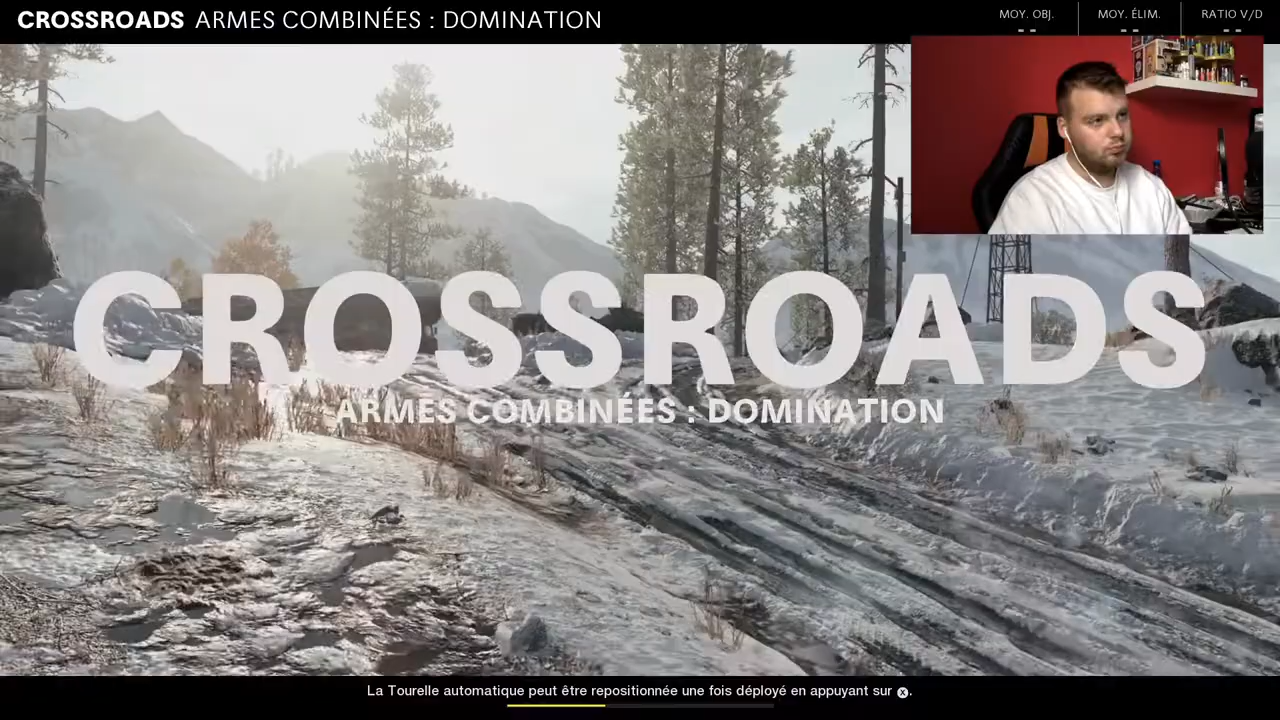 CROSSROADS ARMES COMBINÉES : DOMINATION
MOY. OBJ. MOY. ÉLIM. RATIO V/D
-- -- --
CROSSROADS
ARMES COMBINÉES : DOMINATION
La Tourelle automatique peut être repositionnée une fois déployé en appuyant sur X.